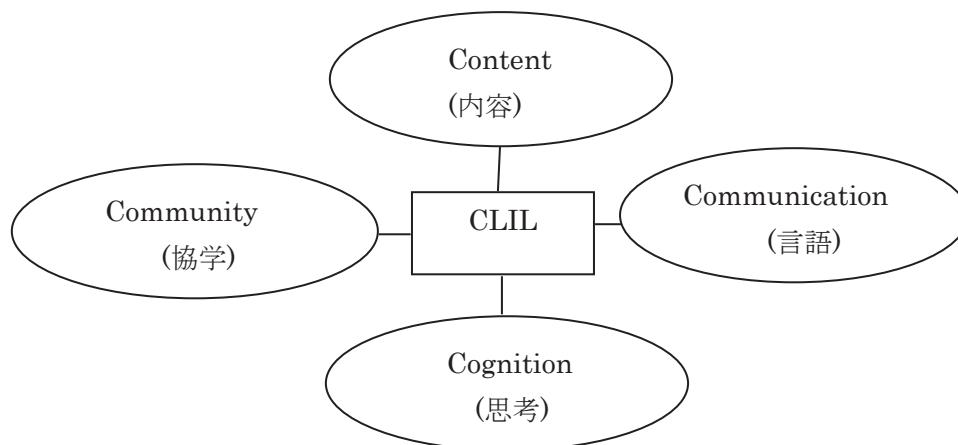 Content
(内容)
Community
(協学)
CLIL
Communication
(言語)
Cognition
(思考)